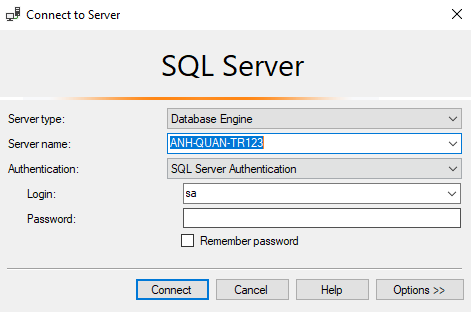 Connect to Server
SQL Server
Server type: Database Engine
Server name: ANH-QUAN-TR123
Authentication: SQL Server Authentication
Login: sa
Password:
Remember password
Connect Cancel Help Options >>